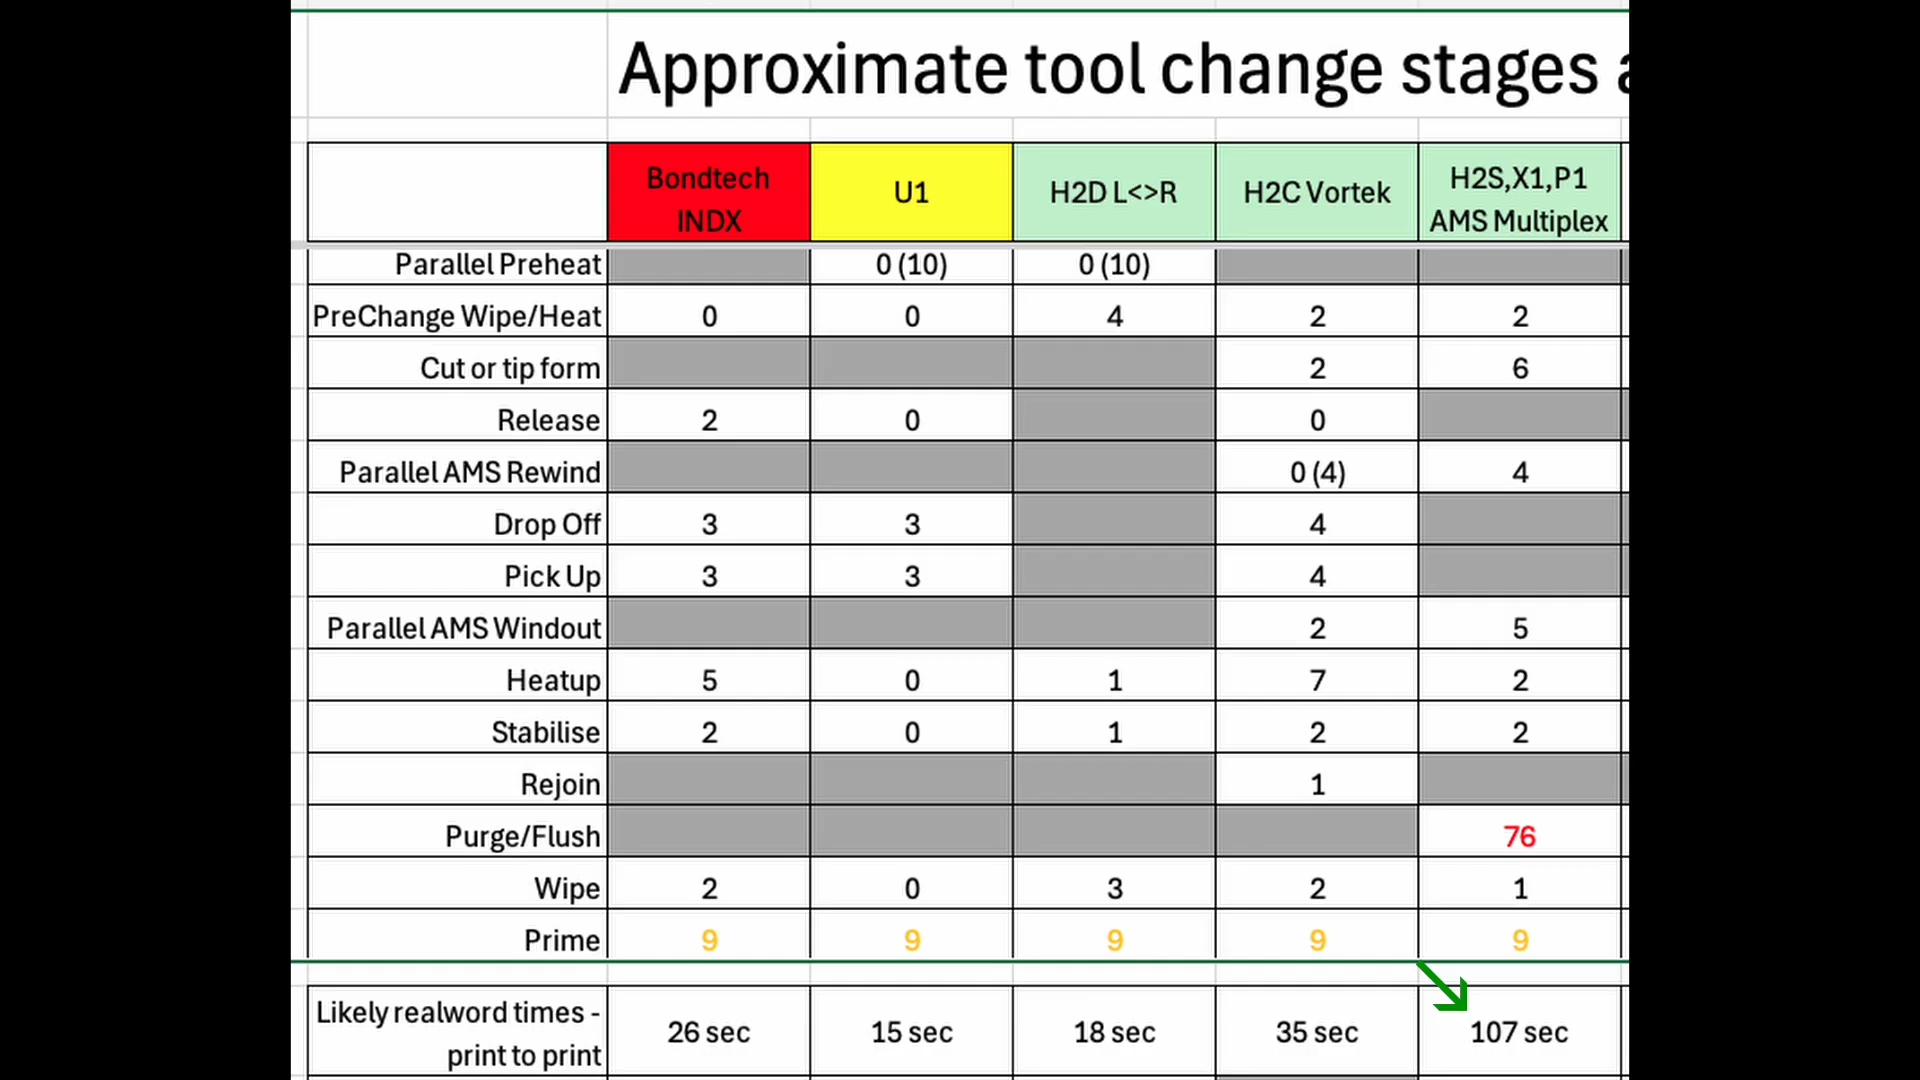 Approximate tool change stages a
Bondtech INDX U1 H2D L<>R H2C Vortek H2S,X1,P1 AMS Multiplex
Parallel Preheat 0 (10) 0 (10)
PreChange Wipe/Heat 0 0 4 2 2
Cut or tip form 2 6
Release 2 0 0
Parallel AMS Rewind 0 (4) 4
Drop Off 3 3 4
Pick Up 3 3 4
Parallel AMS Windout 2 5
Heatup 5 0 1 7 2
Stabilise 2 0 1 2 2
Rejoin 1
Purge/Flush 76
Wipe 2 0 3 2 1
Prime 9 9 9 9 9
Likely realword times - print to print 26 sec 15 sec 18 sec 35 sec 107 sec